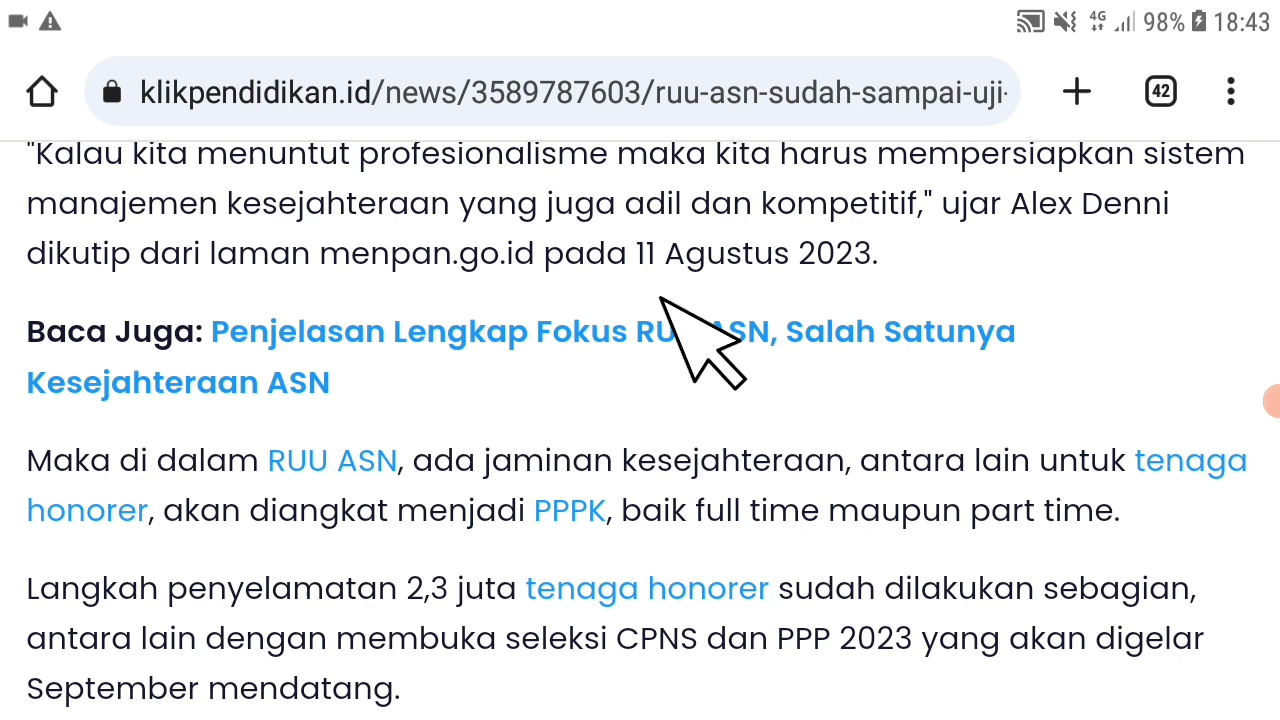 4G 98% 18:43
klikpendidikan.id/news/3589787603/ruu-asn-sudah-sampai-uji-
42
"Kalau kita menuntut profesionalisme maka kita harus mempersiapkan sistem
manajemen kesejahteraan yang juga adil dan kompetitif," ujar Alex Denni
dikutip dari laman menpan.go.id pada 11 Agustus 2023.
Baca Juga: Penjelasan Lengkap Fokus RUU ASN, Salah Satunya
Kesejahteraan ASN
Maka di dalam RUU ASN, ada jaminan kesejahteraan, antara lain untuk tenaga
honorer, akan diangkat menjadi PPPK, baik full time maupun part time.
Langkah penyelamatan 2,3 juta tenaga honorer sudah dilakukan sebagian,
antara lain dengan membuka seleksi CPNS dan PPP 2023 yang akan digelar
September mendatang.